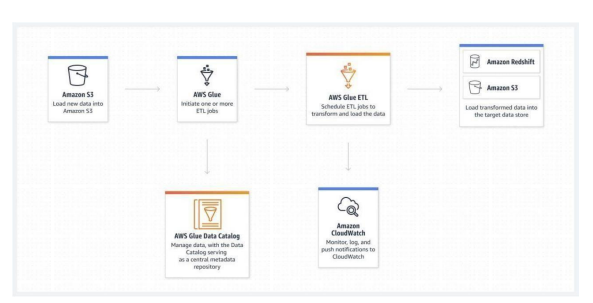 Amazon S3
Load new data into
Amazon S3
AWS Glue
Initiate one or more
ETL jobs
AWS Glue ETL
Schedule ETL jobs to
transform and load the data
Amazon Redshift
Amazon S3
Load transformed data into
the target data store
AWS Glue Data Catalog
Manage data, with the Data
Catalog serving
as a central metadata
repository
Amazon
CloudWatch
Monitor, log, and
push notifications to
CloudWatch